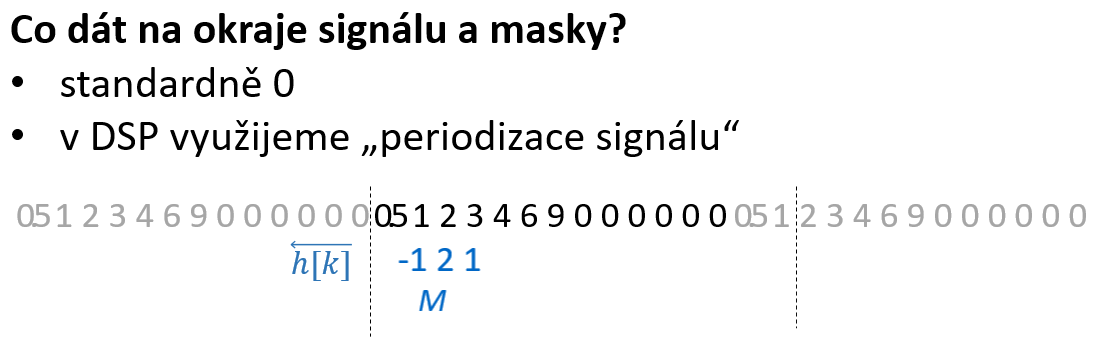 Co dát na okraje signálu a masky?
• standardně 0
• v DSP využijeme „periodizace signálu“
0.5 1 2 3 4 6 9 0 0 0 0 0 0 0.5 1 2 3 4 6 9 0 0 0 0 0 0 0.5 1 2 3 4 6 9 0 0 0 0 0 0
h[k] -1 2 1
M